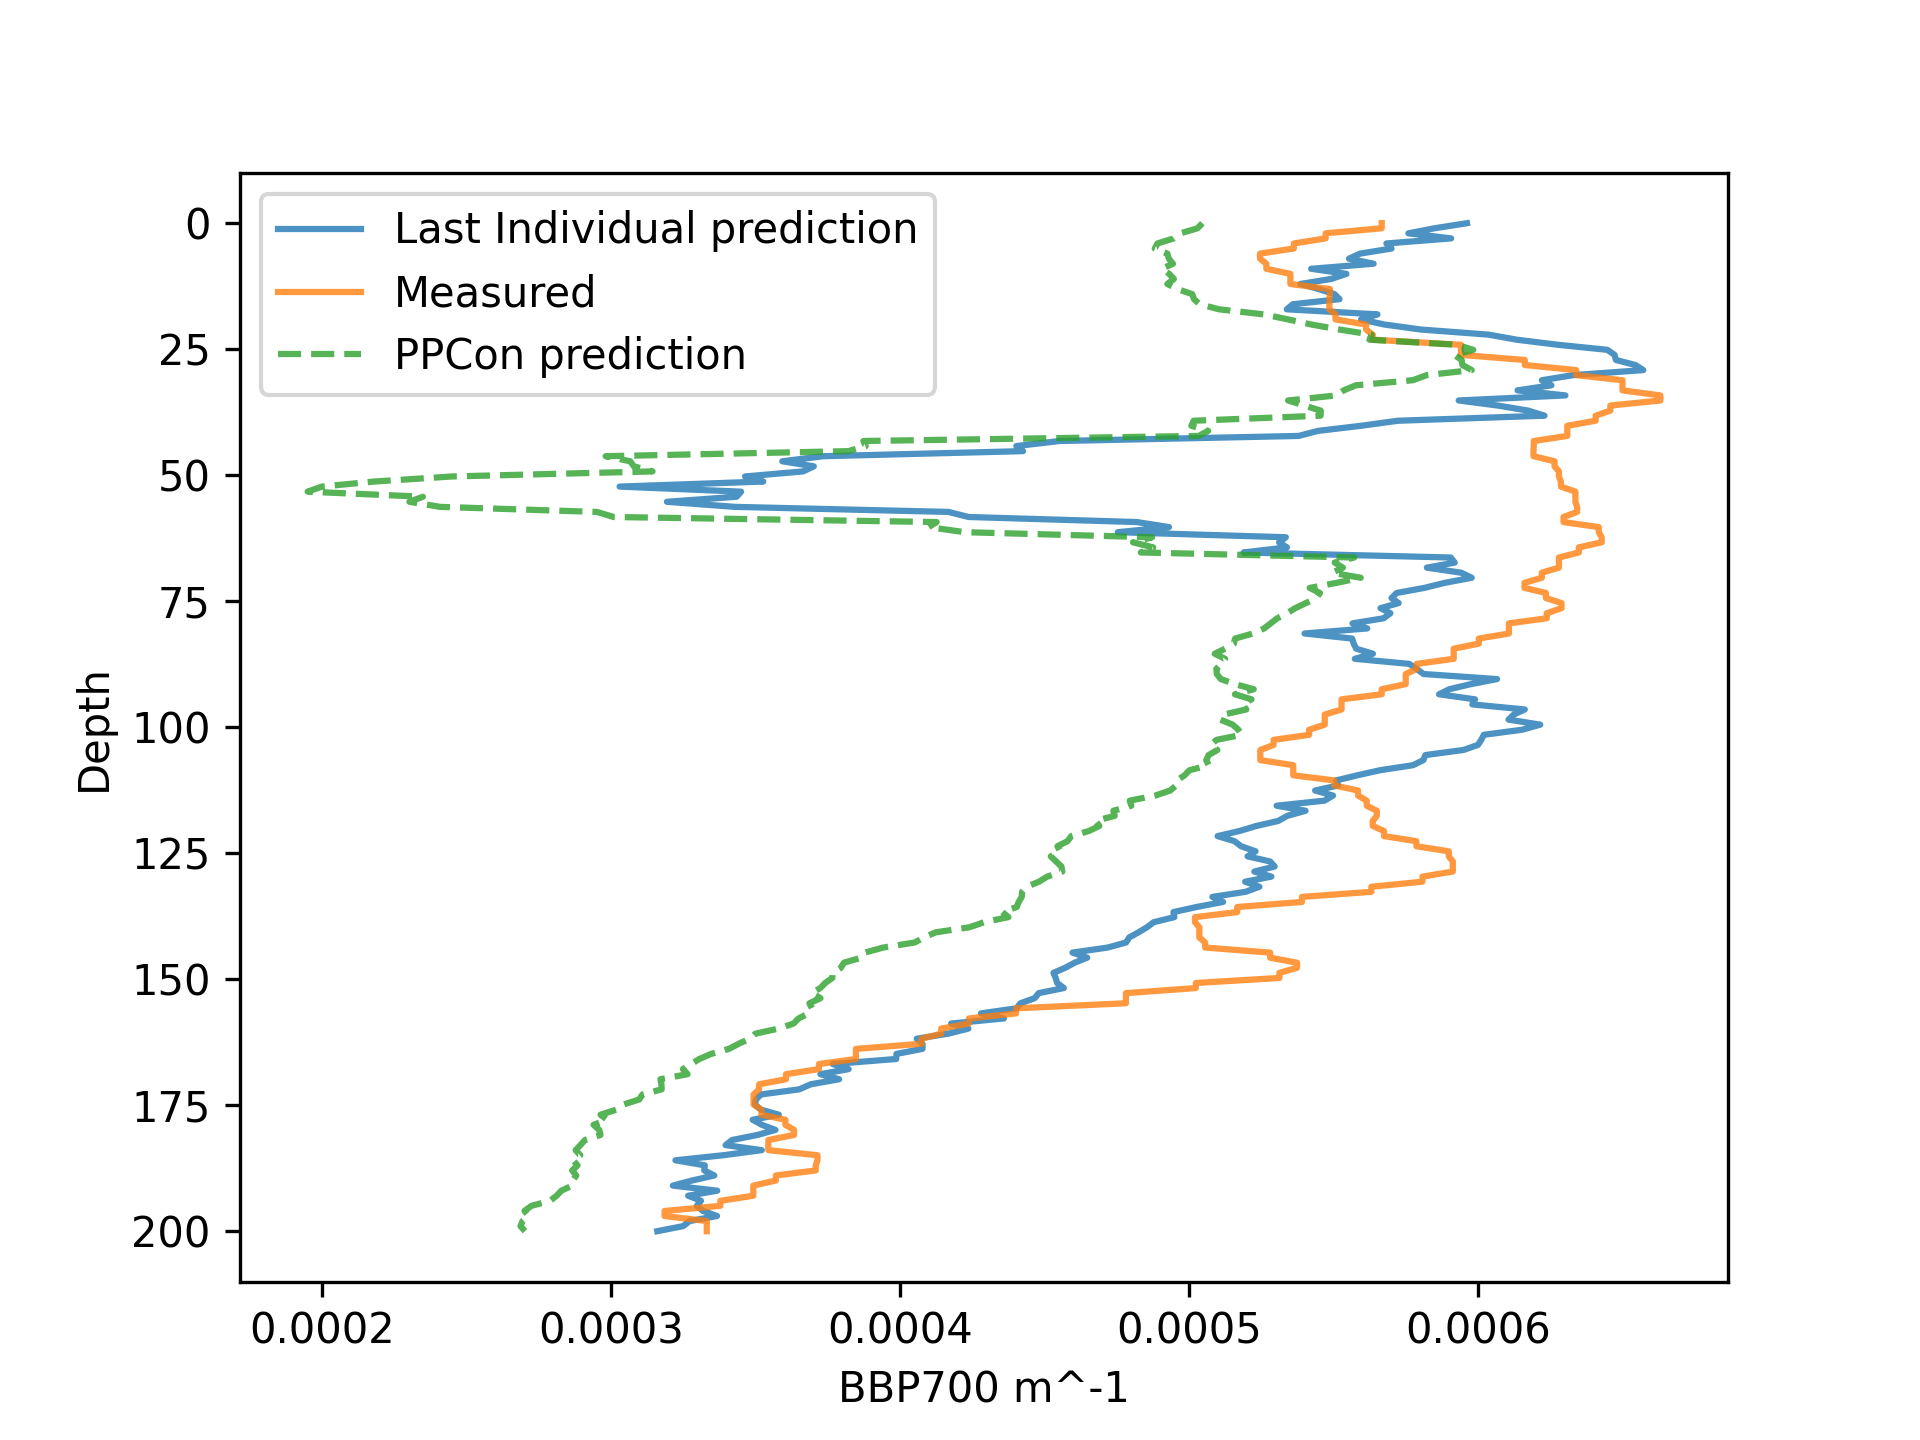 Last Individual prediction
Measured
PPCon prediction
0
25
50
75
100
125
150
175
200
Depth
0.0002 0.0003 0.0004 0.0005 0.0006
BBP700 m^-1